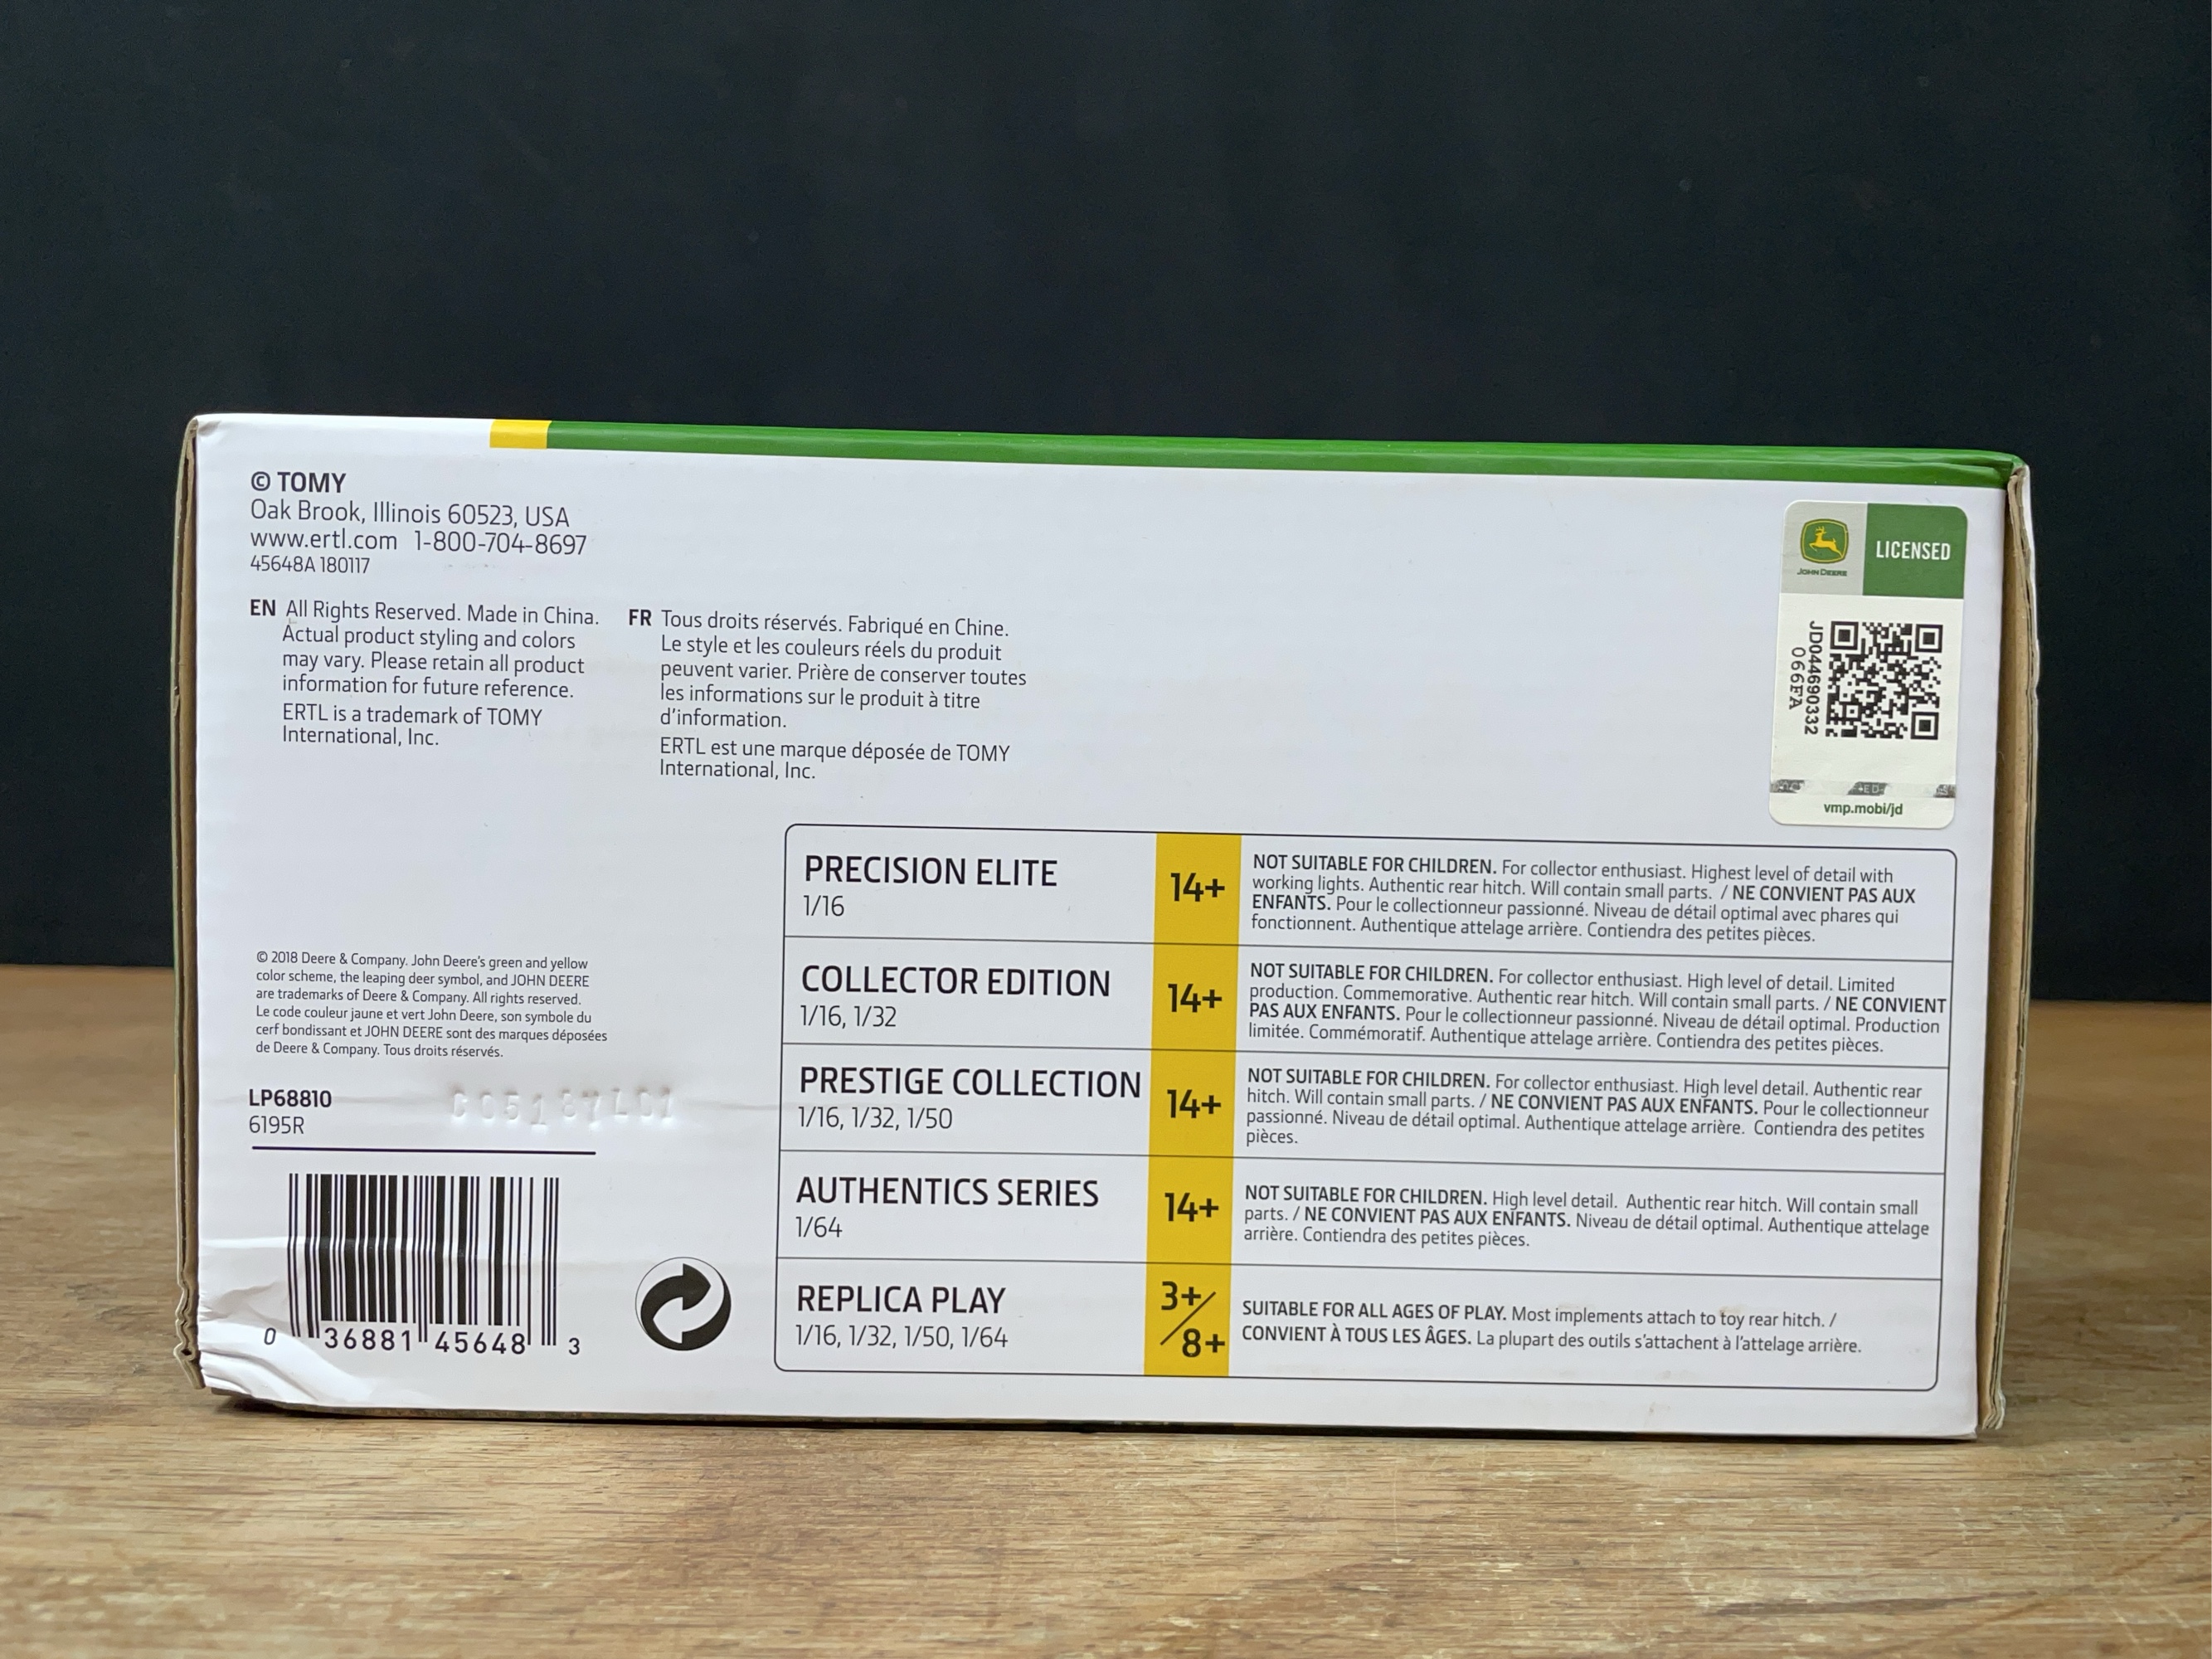 © TOMY
Oak Brook, Illinois 60523, USA
www.ertl.com 1-800-704-8697
45648A 180117
EN All Rights Reserved. Made in China.
Actual product styling and colors
may vary. Please retain all product
information for future reference.
ERTL is a trademark of TOMY
International, Inc.
FR Tous droits réservés. Fabriqué en Chine.
Le style et les couleurs réels du produit
peuvent varier. Prière de conserver toutes
les informations sur le produit à titre
d'information.
ERTL est une marque déposée de TOMY
International, Inc.
JOHN DEERE
LICENSED
JD044690332
066FA
vmp.mobi/jd
© 2018 Deere & Company. John Deere's green and yellow
color scheme, the leaping deer symbol, and JOHN DEERE
are trademarks of Deere & Company. All rights reserved.
Le code couleur jaune et vert John Deere, son symbole du
cerf bondissant et JOHN DEERE sont des marques déposées
de Deere & Company. Tous droits réservés.
LP68810
6195R
0 36881 45648 3
PRECISION ELITE
1/16
14+
NOT SUITABLE FOR CHILDREN. For collector enthusiast. Highest level of detail with
working lights. Authentic rear hitch. Will contain small parts. / NE CONVIENT PAS AUX
ENFANTS. Pour le collectionneur passionné. Niveau de détail optimal avec phares qui
fonctionnent. Authentique attelage arrière. Contiendra des petites pièces.
COLLECTOR EDITION
1/16, 1/32
14+
NOT SUITABLE FOR CHILDREN. For collector enthusiast. High level of detail. Limited
production. Commemorative. Authentic rear hitch. Will contain small parts. / NE CONVIENT
PAS AUX ENFANTS. Pour le collectionneur passionné. Niveau de détail optimal. Production
limitée. Commémoratif. Authentique attelage arrière. Contiendra des petites pièces.
PRESTIGE COLLECTION
1/16, 1/32, 1/50
14+
NOT SUITABLE FOR CHILDREN. For collector enthusiast. High level detail. Authentic rear
hitch. Will contain small parts. / NE CONVIENT PAS AUX ENFANTS. Pour le collectionneur
passionné. Niveau de détail optimal. Authentique attelage arrière. Contiendra des petites
pièces.
AUTHENTICS SERIES
1/64
14+
NOT SUITABLE FOR CHILDREN. High level detail. Authentic rear hitch. Will contain small
parts. / NE CONVIENT PAS AUX ENFANTS. Niveau de détail optimal. Authentique attelage
arrière. Contiendra des petites pièces.
REPLICA PLAY
1/16, 1/32, 1/50, 1/64
3+/8+
SUITABLE FOR ALL AGES OF PLAY. Most implements attach to toy rear hitch. /
CONVIENT À TOUS LES ÂGES. La plupart des outils s'attachent à l'attelage arrière.